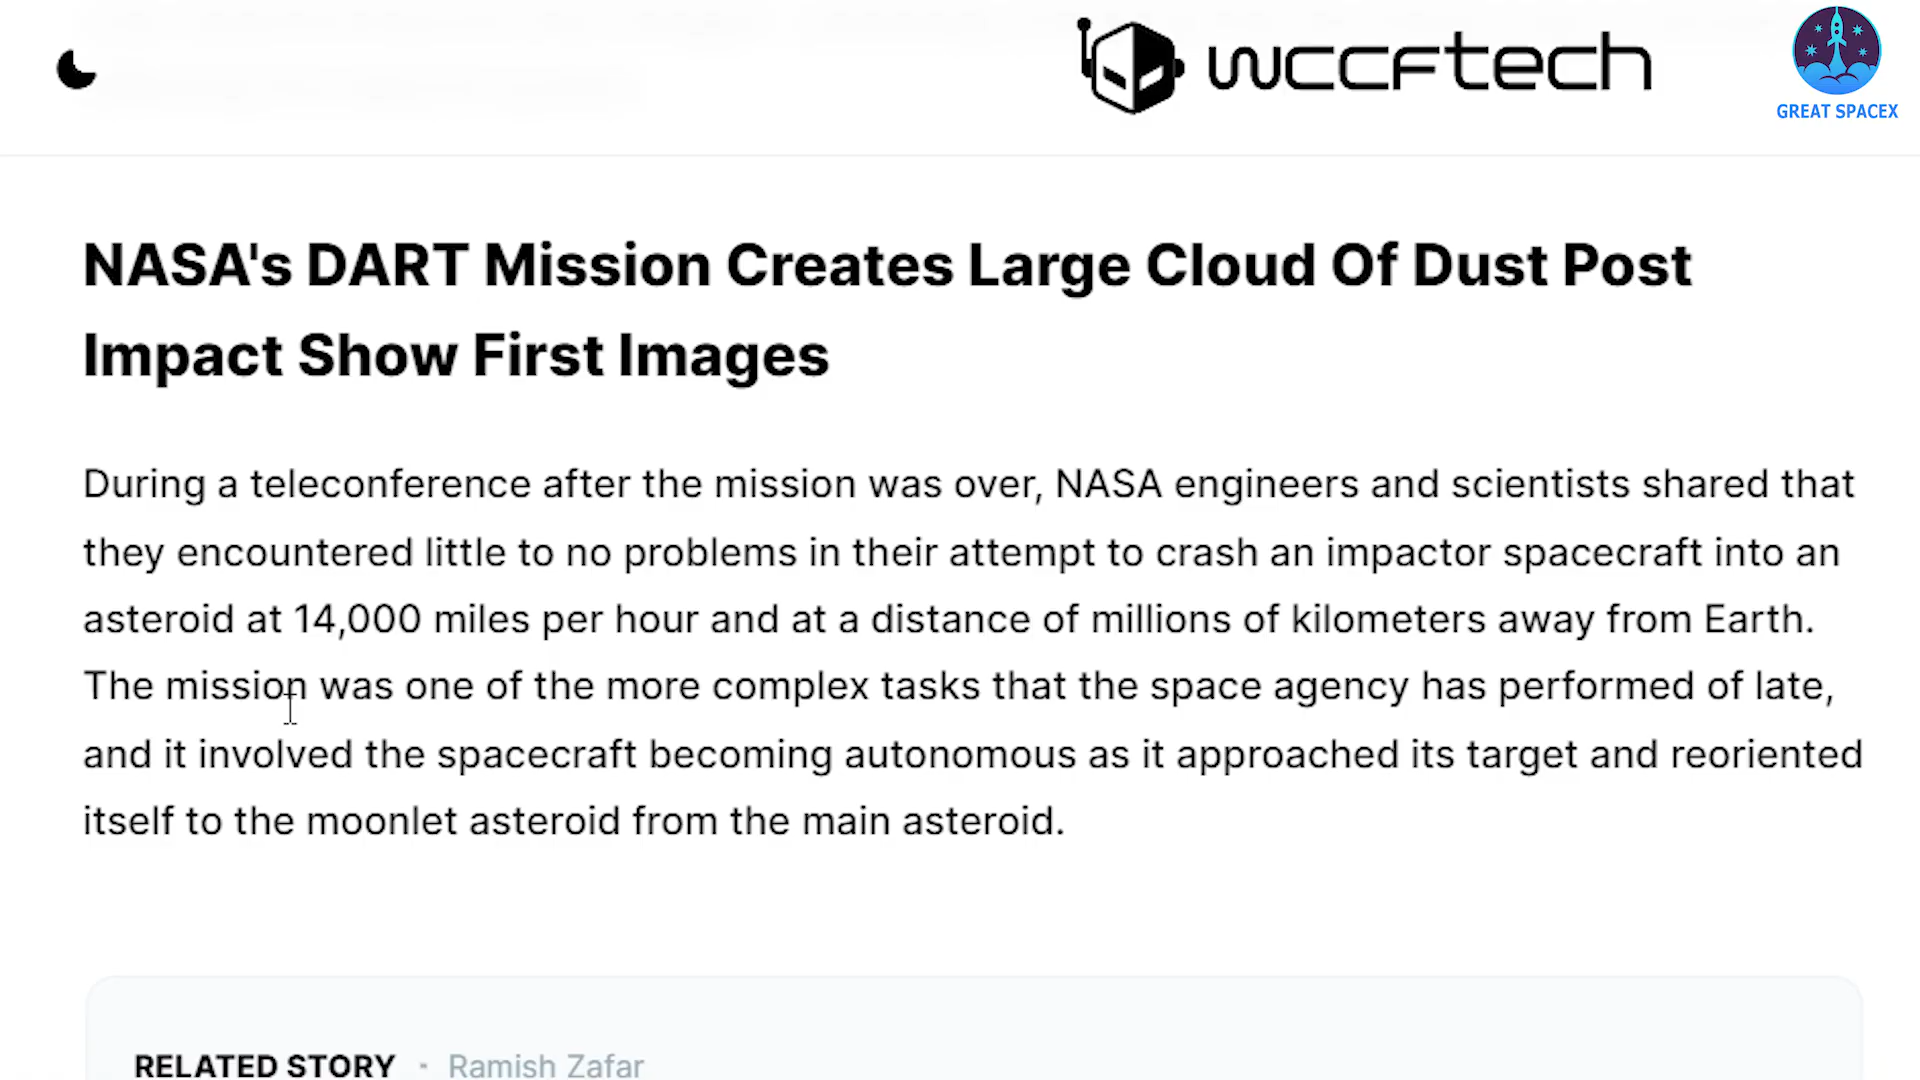 wccftech
GREAT SPACEX
NASA's DART Mission Creates Large Cloud Of Dust Post
Impact Show First Images
During a teleconference after the mission was over, NASA engineers and scientists shared that
they encountered little to no problems in their attempt to crash an impactor spacecraft into an
asteroid at 14,000 miles per hour and at a distance of millions of kilometers away from Earth.
The mission was one of the more complex tasks that the space agency has performed of late,
and it involved the spacecraft becoming autonomous as it approached its target and reoriented
itself to the moonlet asteroid from the main asteroid.
RELATED STORY · Ramish Zafar